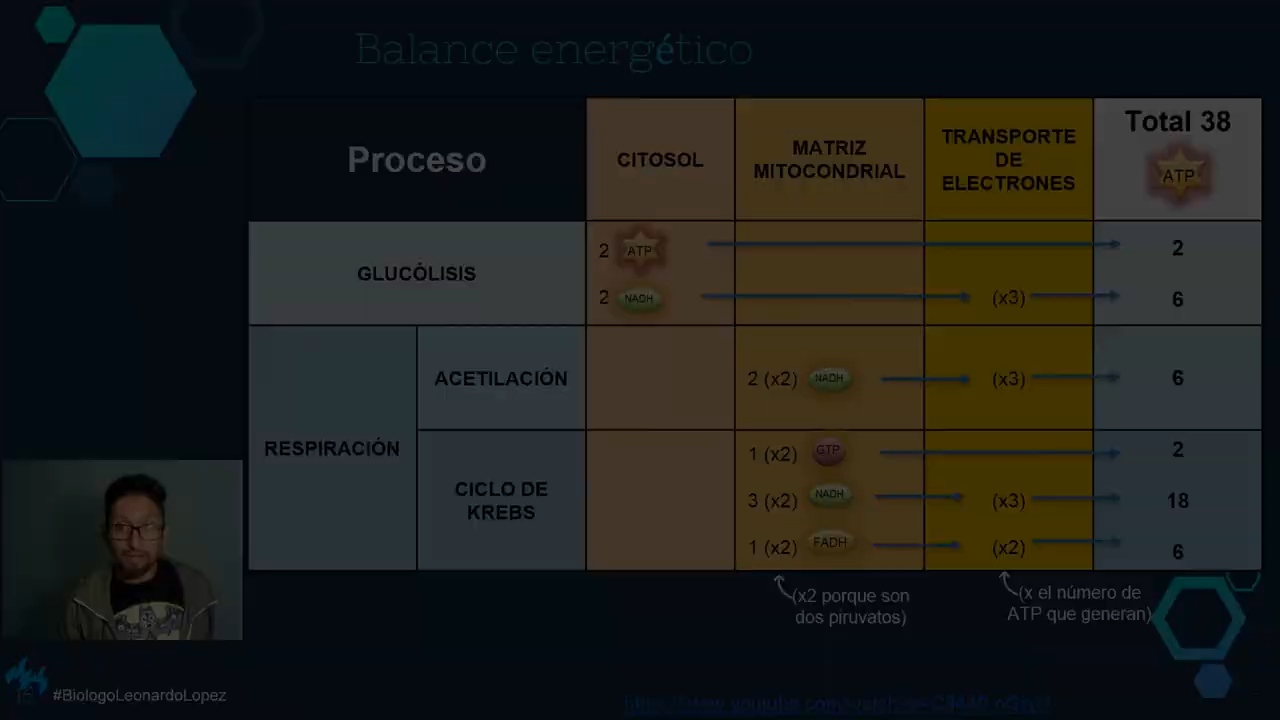 Balance energético
Proceso
CITOSOL
MATRIZ
MITOCONDRIAL
TRANSPORTE
DE
ELECTRONES
Total 38
ATP
GLUCÓLISIS
2 ATP
2
2 NADH
(x3)
6
RESPIRACIÓN
ACETILACIÓN
2 (x2) NADH
(x3)
6
CICLO DE
KREBS
1 (x2) GTP
2
3 (x2) NADH
(x3)
18
1 (x2) FADH
(x2)
6
(x2 porque son
dos piruvatos)
(x el número de
ATP que generan)
#BiologoLeonardoLopez